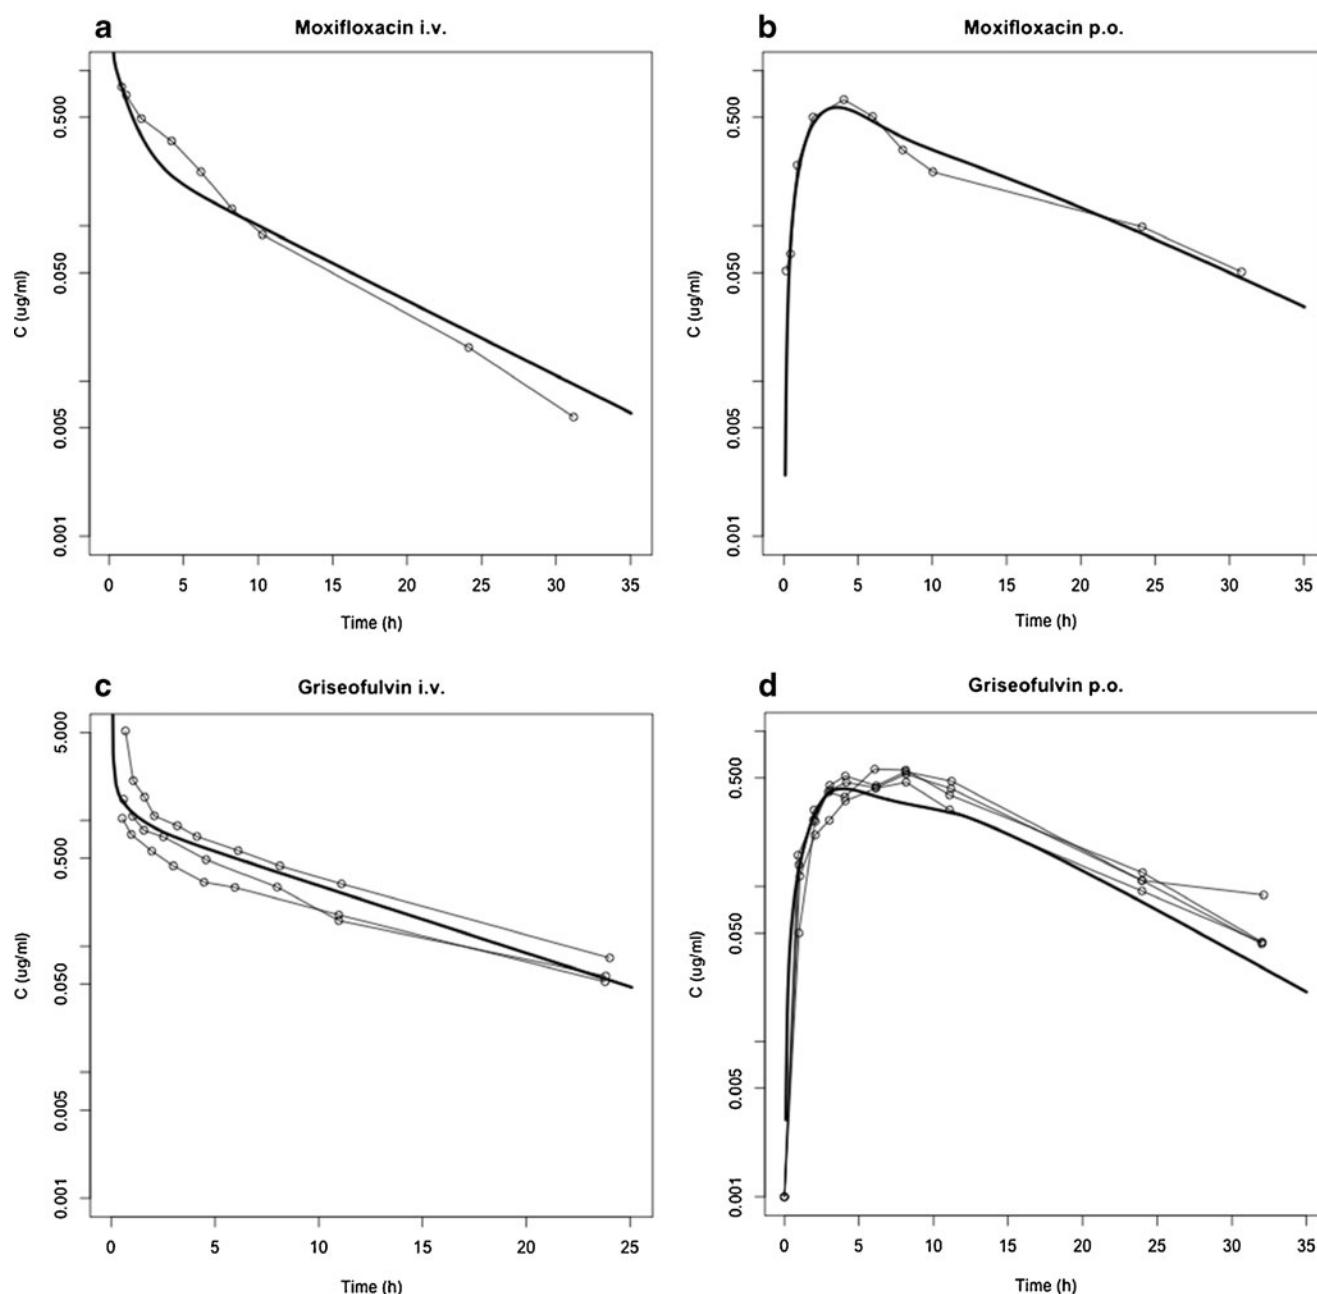 a
Moxifloxacin i.v.
0.500
0.050
0.005
0.001
C (ug/ml)
0 5 10 15 20 25 30 35
Time (h)
b
Moxifloxacin p.o.
0.500
0.050
0.005
0.001
C (ug/ml)
0 5 10 15 20 25 30 35
Time (h)
c
Griseofulvin i.v.
5.000
0.500
0.050
0.005
0.001
C (ug/ml)
0 5 10 15 20 25
Time (h)
d
Griseofulvin p.o.
0.500
0.050
0.005
0.001
C (ug/ml)
0 5 10 15 20 25 30 35
Time (h)